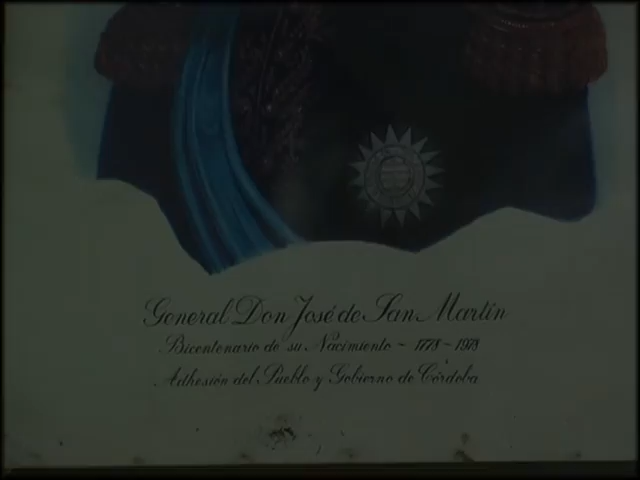 General Don José de San Martín
Bicentenario de su Nacimiento - 1778 - 1978
Adhesión del Pueblo y Gobierno de Córdoba